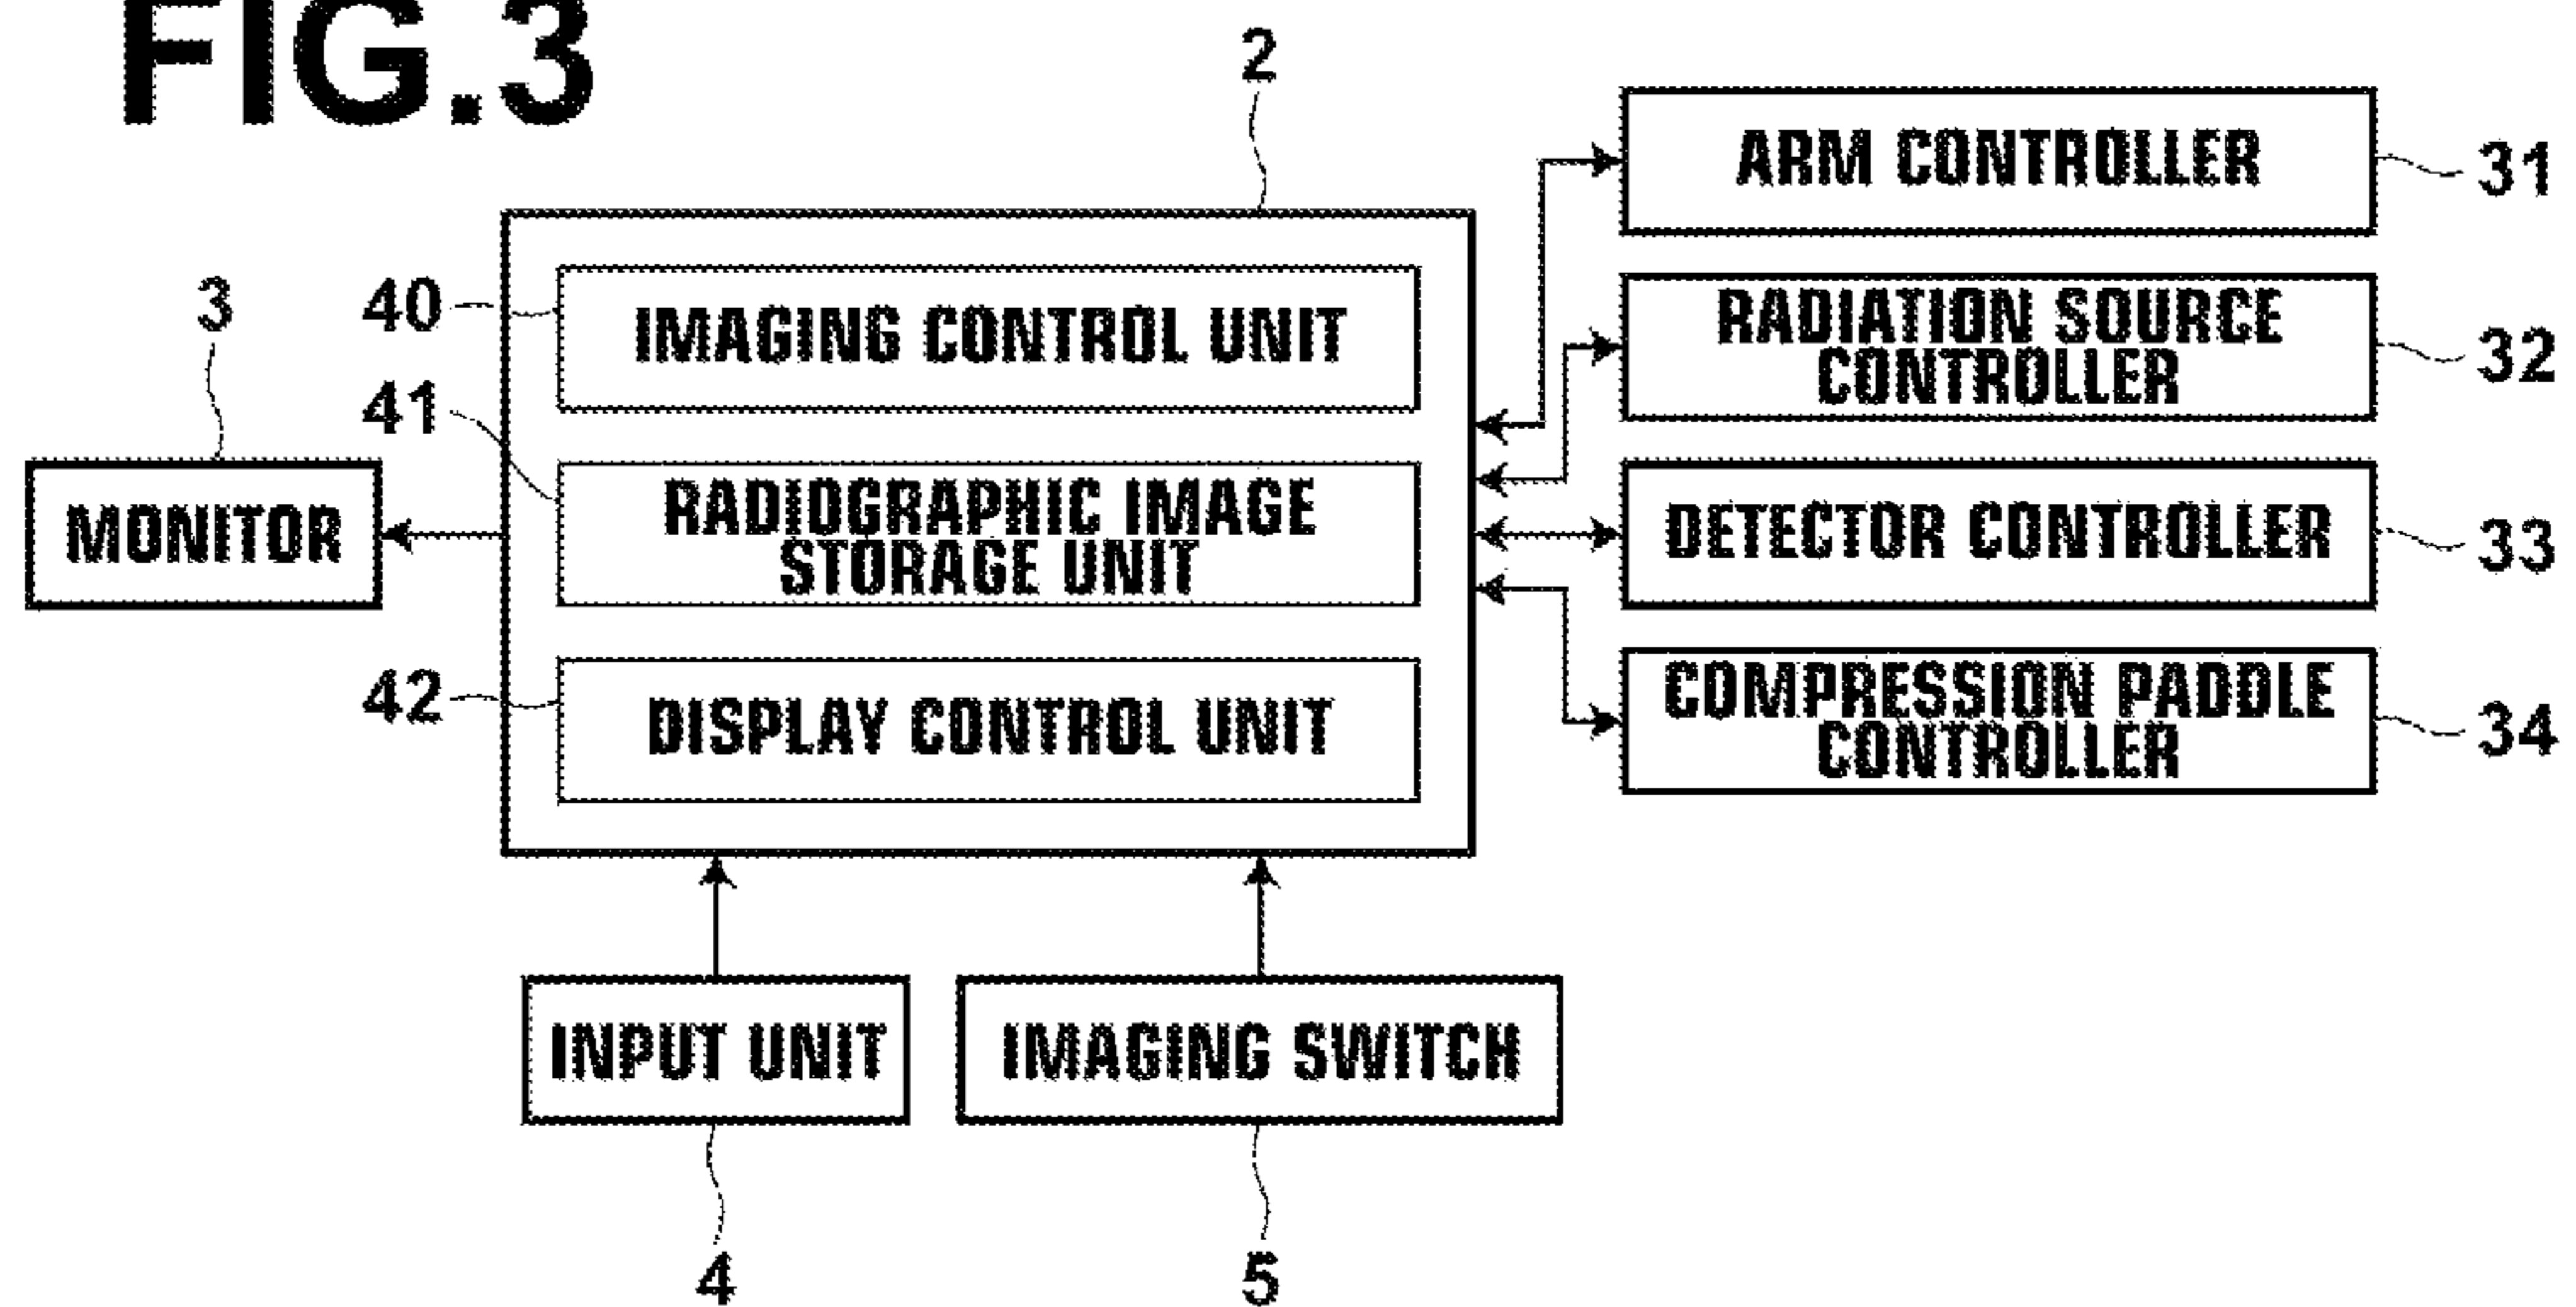 FIG.3
2
ARM CONTROLLER
31
3
40
IMAGING CONTROL UNIT
RADIATION SOURCE
CONTROLLER
32
41
MONITOR
RADIOGRAPHIC IMAGE
STORAGE UNIT
DETECTOR CONTROLLER
33
42
DISPLAY CONTROL UNIT
COMPRESSION PADDLE
CONTROLLER
34
INPUT UNIT
IMAGING SWITCH
4
5